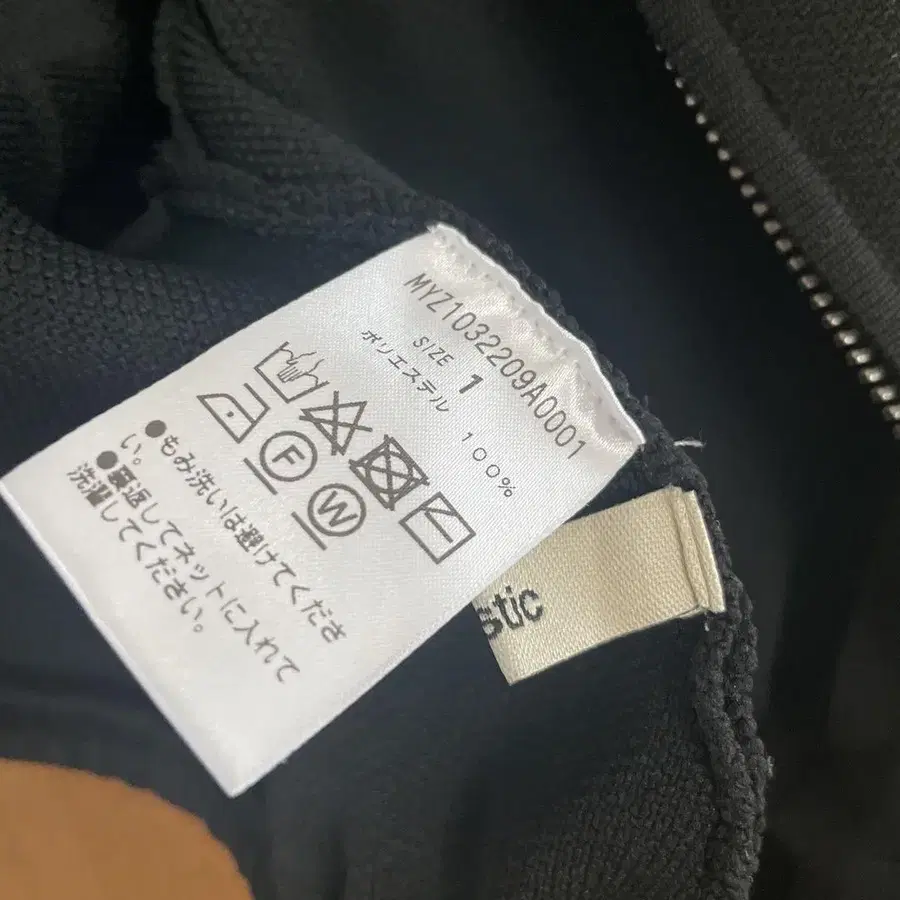 MYZ1032209A0001
SIZE 1
ポリエステル 100%
F
W
●もみ洗いは避けてくださ
い。
●裏返してネットに入れて
洗濯してください。
stic